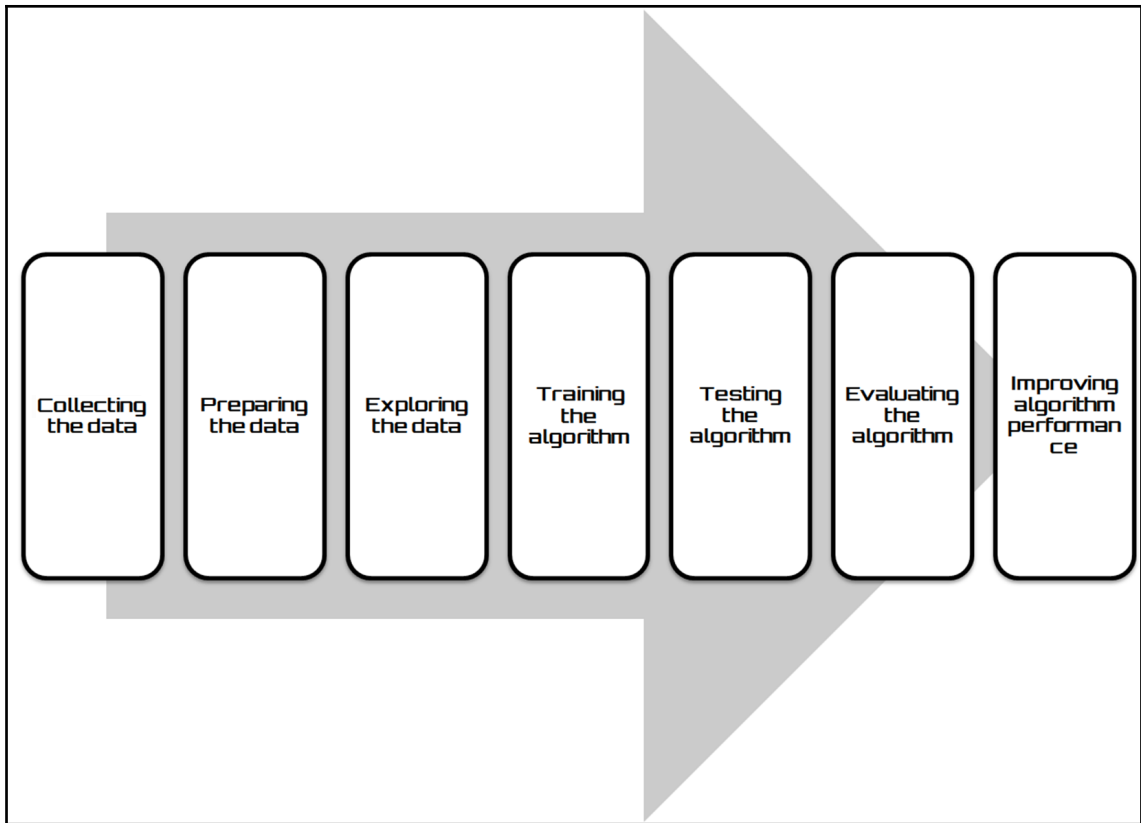 Collecting
the data
Preparing
the data
Exploring
the data
Training
the
algorithm
Testing
the
algorithm
Evaluating
the
algorithm
Improving
algorithm
performan
ce